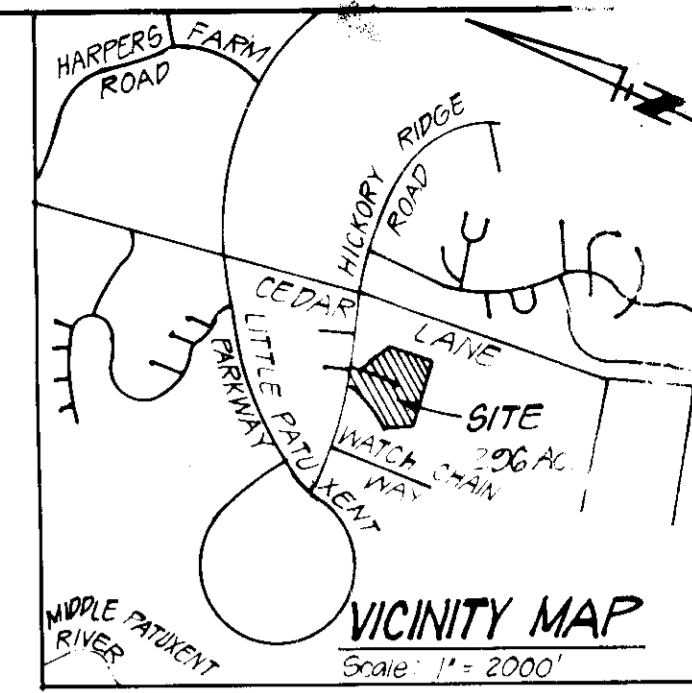 HARPERS FARM
ROAD
N
HICKORY RIDGE
ROAD
CEDAR LANE
LITTLE PATUXENT
PARKWAY
SITE
WATCH CHAIN
WAY
MIDDLE PATUXENT
RIVER
VICINITY MAP
Scale: 1" = 2000'